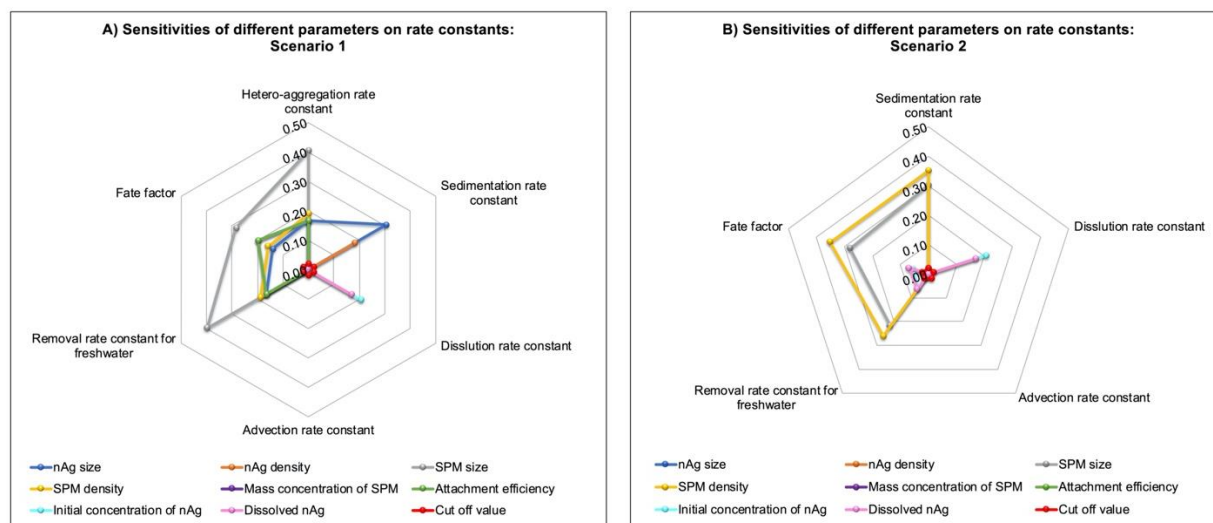 A) Sensitivities of different parameters on rate constants:
Scenario 1
Hetero-aggregation rate
constant
0.50
0.40
0.30
0.20
0.10
0.00
Fate factor
Sedimentation rate
constant
Removal rate constant for
freshwater
Disslution rate constant
Advection rate constant
nAg size
nAg density
SPM size
SPM density
Mass concentration of SPM
Attachment efficiency
Initial concentration of nAg
Dissolved nAg
Cut off value
B) Sensitivities of different parameters on rate constants:
Scenario 2
Sedimentation rate
constant
0.50
0.40
0.30
0.20
0.10
0.00
Fate factor
Disslution rate constant
Removal rate constant for
freshwater
Advection rate constant
nAg size
nAg density
SPM size
SPM density
Mass concentration of SPM
Attachment efficiency
Initial concentration of nAg
Dissolved nAg
Cut off value